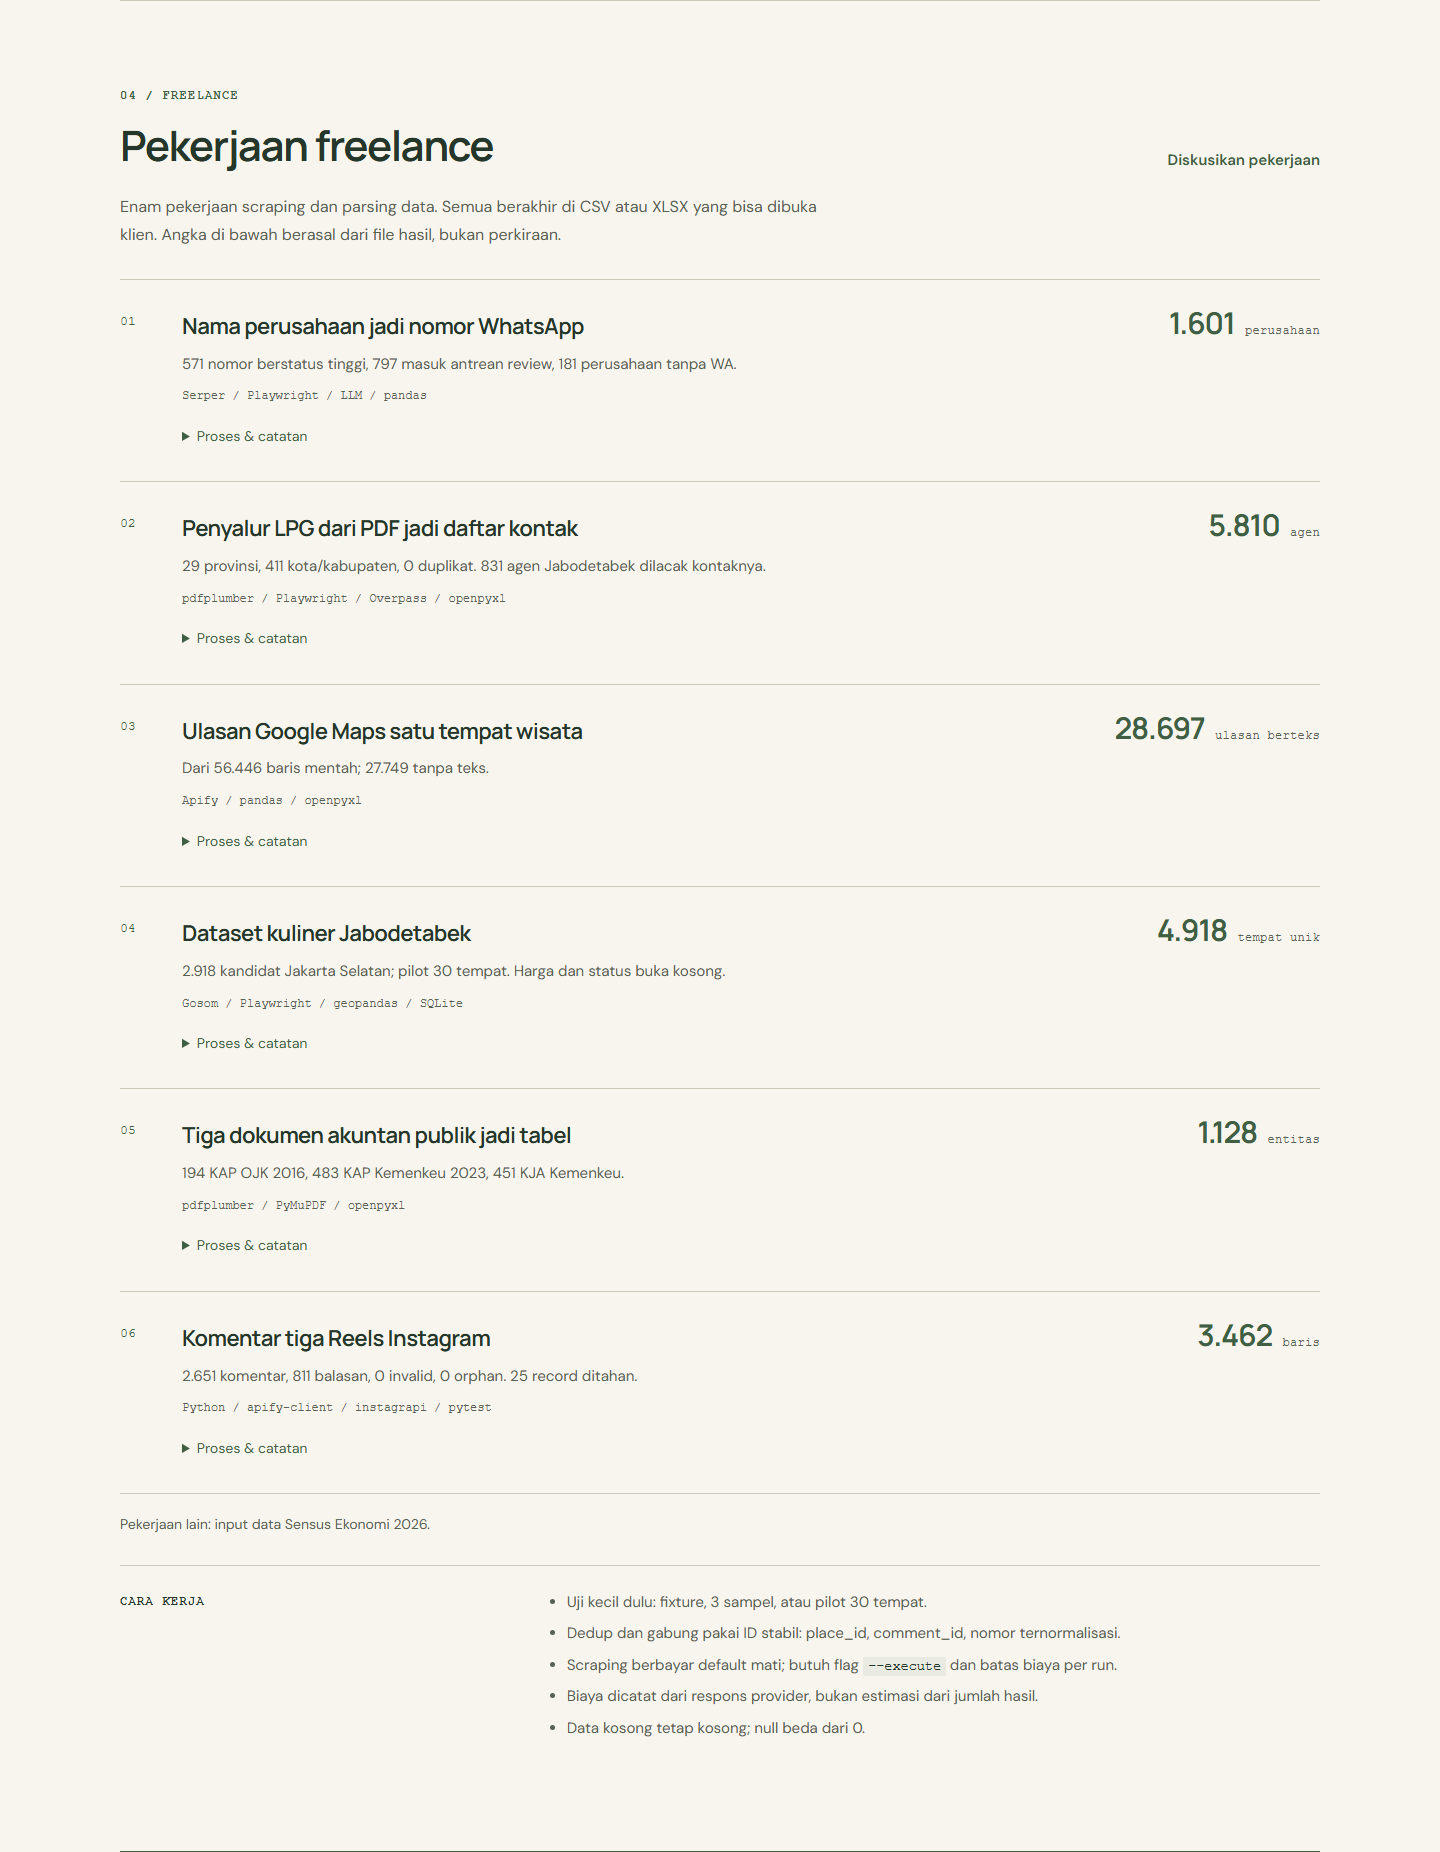 04 / FREELANCE
Pekerjaan freelance
Diskusikan pekerjaan
Enam pekerjaan scraping dan parsing data. Semua berakhir di CSV atau XLSX yang bisa dibuka
klien. Angka di bawah berasal dari file hasil, bukan perkiraan.
01
Nama perusahaan jadi nomor WhatsApp
1.601 perusahaan
571 nomor berstatus tinggi, 797 masuk antrean review, 181 perusahaan tanpa WA.
Serper / Playwright / LLM / pandas
▶ Proses & catatan
02
Penyalur LPG dari PDF jadi daftar kontak
5.810 agen
29 provinsi, 411 kota/kabupaten, 0 duplikat. 831 agen Jabodetabek dilacak kontaknya.
pdfplumber / Playwright / Overpass / openpyxl
▶ Proses & catatan
03
Ulasan Google Maps satu tempat wisata
28.697 ulasan berteks
Dari 56.446 baris mentah; 27.749 tanpa teks.
Apify / pandas / openpyxl
▶ Proses & catatan
04
Dataset kuliner Jabodetabek
4.918 tempat unik
2.918 kandidat Jakarta Selatan; pilot 30 tempat. Harga dan status buka kosong.
Gosom / Playwright / geopandas / SQLite
▶ Proses & catatan
05
Tiga dokumen akuntan publik jadi tabel
1.128 entitas
194 KAP OJK 2016, 483 KAP Kemenkeu 2023, 451 KJA Kemenkeu.
pdfplumber / PyMuPDF / openpyxl
▶ Proses & catatan
06
Komentar tiga Reels Instagram
3.462 baris
2.651 komentar, 811 balasan, 0 invalid, 0 orphan. 25 record ditahan.
Python / apify-client / instagrapi / pytest
▶ Proses & catatan
Pekerjaan lain: input data Sensus Ekonomi 2026.
CARA KERJA
• Uji kecil dulu: fixture, 3 sampel, atau pilot 30 tempat.
• Dedup dan gabung pakai ID stabil: place_id, comment_id, nomor ternormalisasi.
• Scraping berbayar default mati; butuh flag --execute dan batas biaya per run.
• Biaya dicatat dari respons provider, bukan estimasi dari jumlah hasil.
• Data kosong tetap kosong; null beda dari 0.